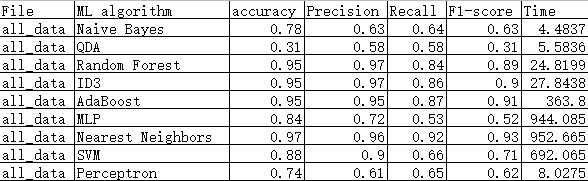 File ML algorithm accuracy Precision Recall F1-score Time
all_data Naive Bayes 0.78 0.63 0.64 0.63 4.4837
all_data QDA 0.31 0.58 0.58 0.31 5.5836
all_data Random Forest 0.95 0.97 0.84 0.89 24.8199
all_data ID3 0.95 0.97 0.86 0.9 27.8438
all_data AdaBoost 0.95 0.95 0.87 0.91 363.8
all_data MLP 0.84 0.72 0.53 0.52 944.085
all_data Nearest Neighbors 0.97 0.96 0.92 0.93 952.665
all_data SVM 0.88 0.9 0.66 0.71 692.065
all_data Perceptron 0.74 0.61 0.65 0.62 8.0275